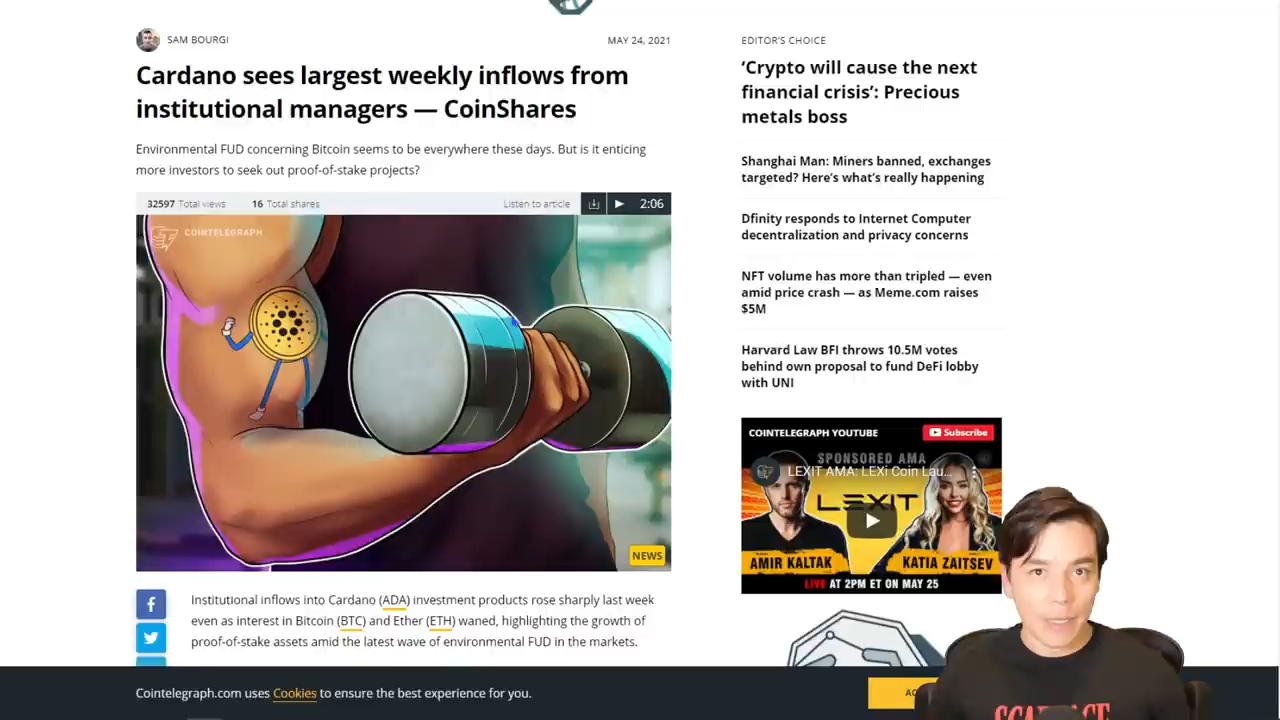 SAM BOURGI
MAY 24, 2021
Cardano sees largest weekly inflows from
institutional managers — CoinShares
Environmental FUD concerning Bitcoin seems to be everywhere these days. But is it enticing
more investors to seek out proof-of-stake projects?
32597 Total views
16 Total shares
Listen to article
2:06
COINTELEGRAPH
NEWS
Institutional inflows into Cardano (ADA) investment products rose sharply last week
even as interest in Bitcoin (BTC) and Ether (ETH) waned, highlighting the growth of
proof-of-stake assets amid the latest wave of environmental FUD in the markets.
EDITOR'S CHOICE
‘Crypto will cause the next
financial crisis’: Precious
metals boss
Shanghai Man: Miners banned, exchanges
targeted? Here’s what’s really happening
Dfinity responds to Internet Computer
decentralization and privacy concerns
NFT volume has more than tripled — even
amid price crash — as Meme.com raises
$5M
Harvard Law BFI throws 10.5M votes
behind own proposal to fund DeFi lobby
with UNI
COINTELEGRAPH YOUTUBE
Subscribe
SPONSORED AMA
LEXIT AMA: LEXi Coin Lau...
LEXIT
AMIR KALTAK
KATIA ZAITSEV
LIVE AT 2PM ET ON MAY 25
Cointelegraph.com uses Cookies to ensure the best experience for you.